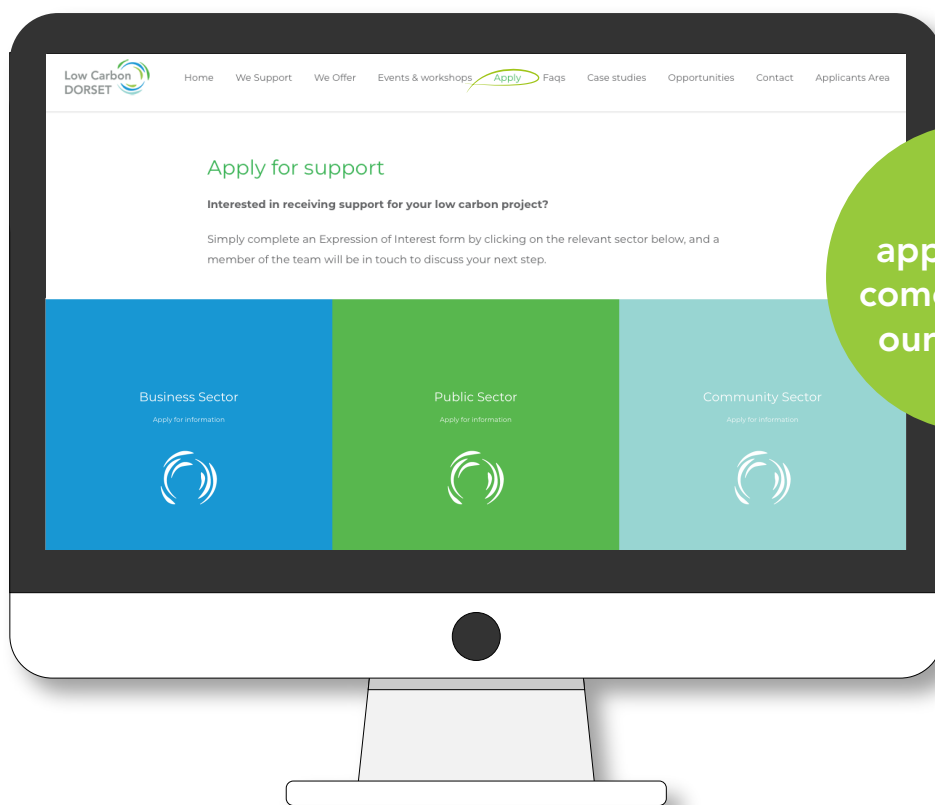 Low Carbon
DORSET
Home We Support We Offer Events & workshops Apply Faqs Case studies Opportunities Contact Applicants Area
Apply for support
Interested in receiving support for your low carbon project?
Simply complete an Expression of Interest form by clicking on the relevant sector below, and a
member of the team will be in touch to discuss your next step.
Business Sector
Apply for information
Public Sector
Apply for information
Community Sector
Apply for information
our